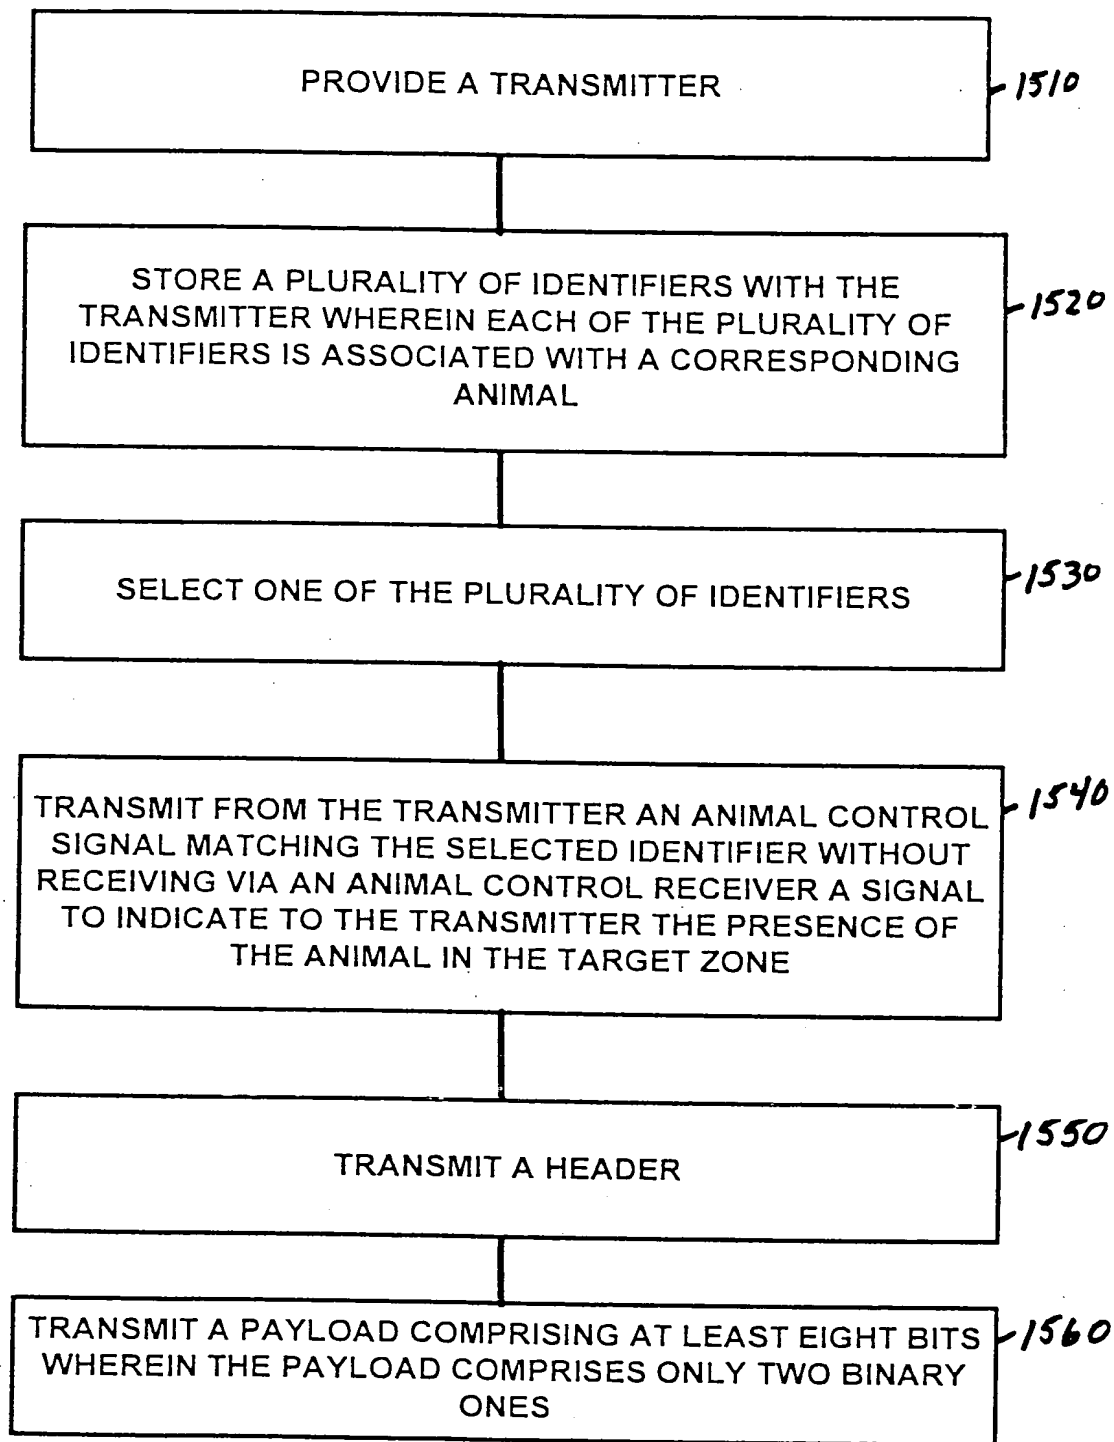 PROVIDE A TRANSMITTER
1510
STORE A PLURALITY OF IDENTIFIERS WITH THE
TRANSMITTER WHEREIN EACH OF THE PLURALITY OF
IDENTIFIERS IS ASSOCIATED WITH A CORRESPONDING
ANIMAL
1520
SELECT ONE OF THE PLURALITY OF IDENTIFIERS
1530
TRANSMIT FROM THE TRANSMITTER AN ANIMAL CONTROL
SIGNAL MATCHING THE SELECTED IDENTIFIER WITHOUT
RECEIVING VIA AN ANIMAL CONTROL RECEIVER A SIGNAL
TO INDICATE TO THE TRANSMITTER THE PRESENCE OF
THE ANIMAL IN THE TARGET ZONE
1540
TRANSMIT A HEADER
1550
TRANSMIT A PAYLOAD COMPRISING AT LEAST EIGHT BITS
WHEREIN THE PAYLOAD COMPRISES ONLY TWO BINARY
ONES
1560